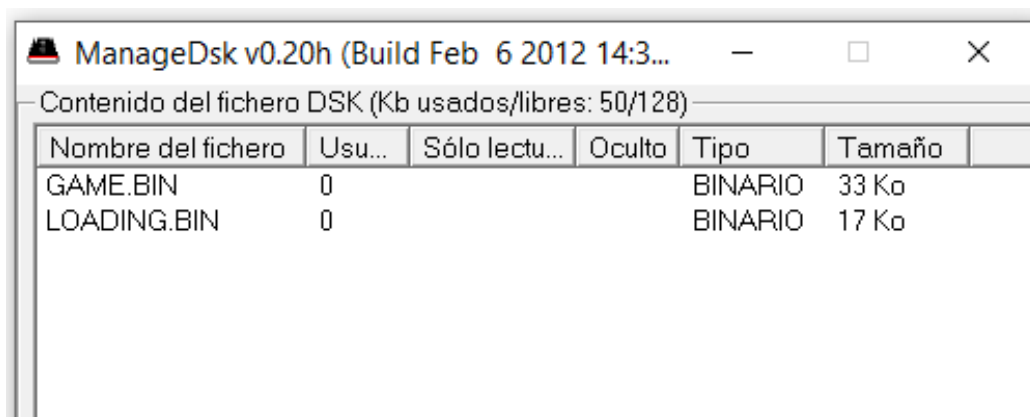 ManageDsk v0.20h (Build Feb 6 2012 14:3...
Contenido del fichero DSK (Kb usados/libres: 50/128)
Nombre del fichero Usu... Sólo lectu... Oculto Tipo Tamaño
GAME.BIN 0 BINARIO 33 Ko
LOADING.BIN 0 BINARIO 17 Ko